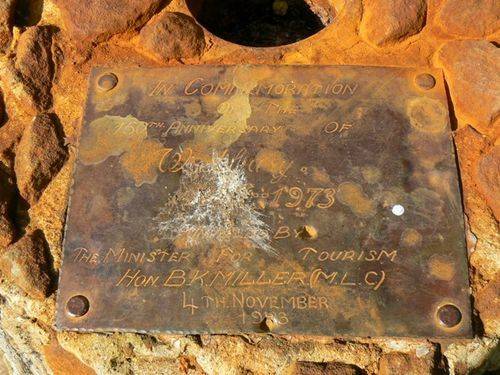 In Commemoration
Of The
150th Anniversary Of
1973
By
The Minister For Tourism
Hon. B.K. Miller (M.L.C)
4th November